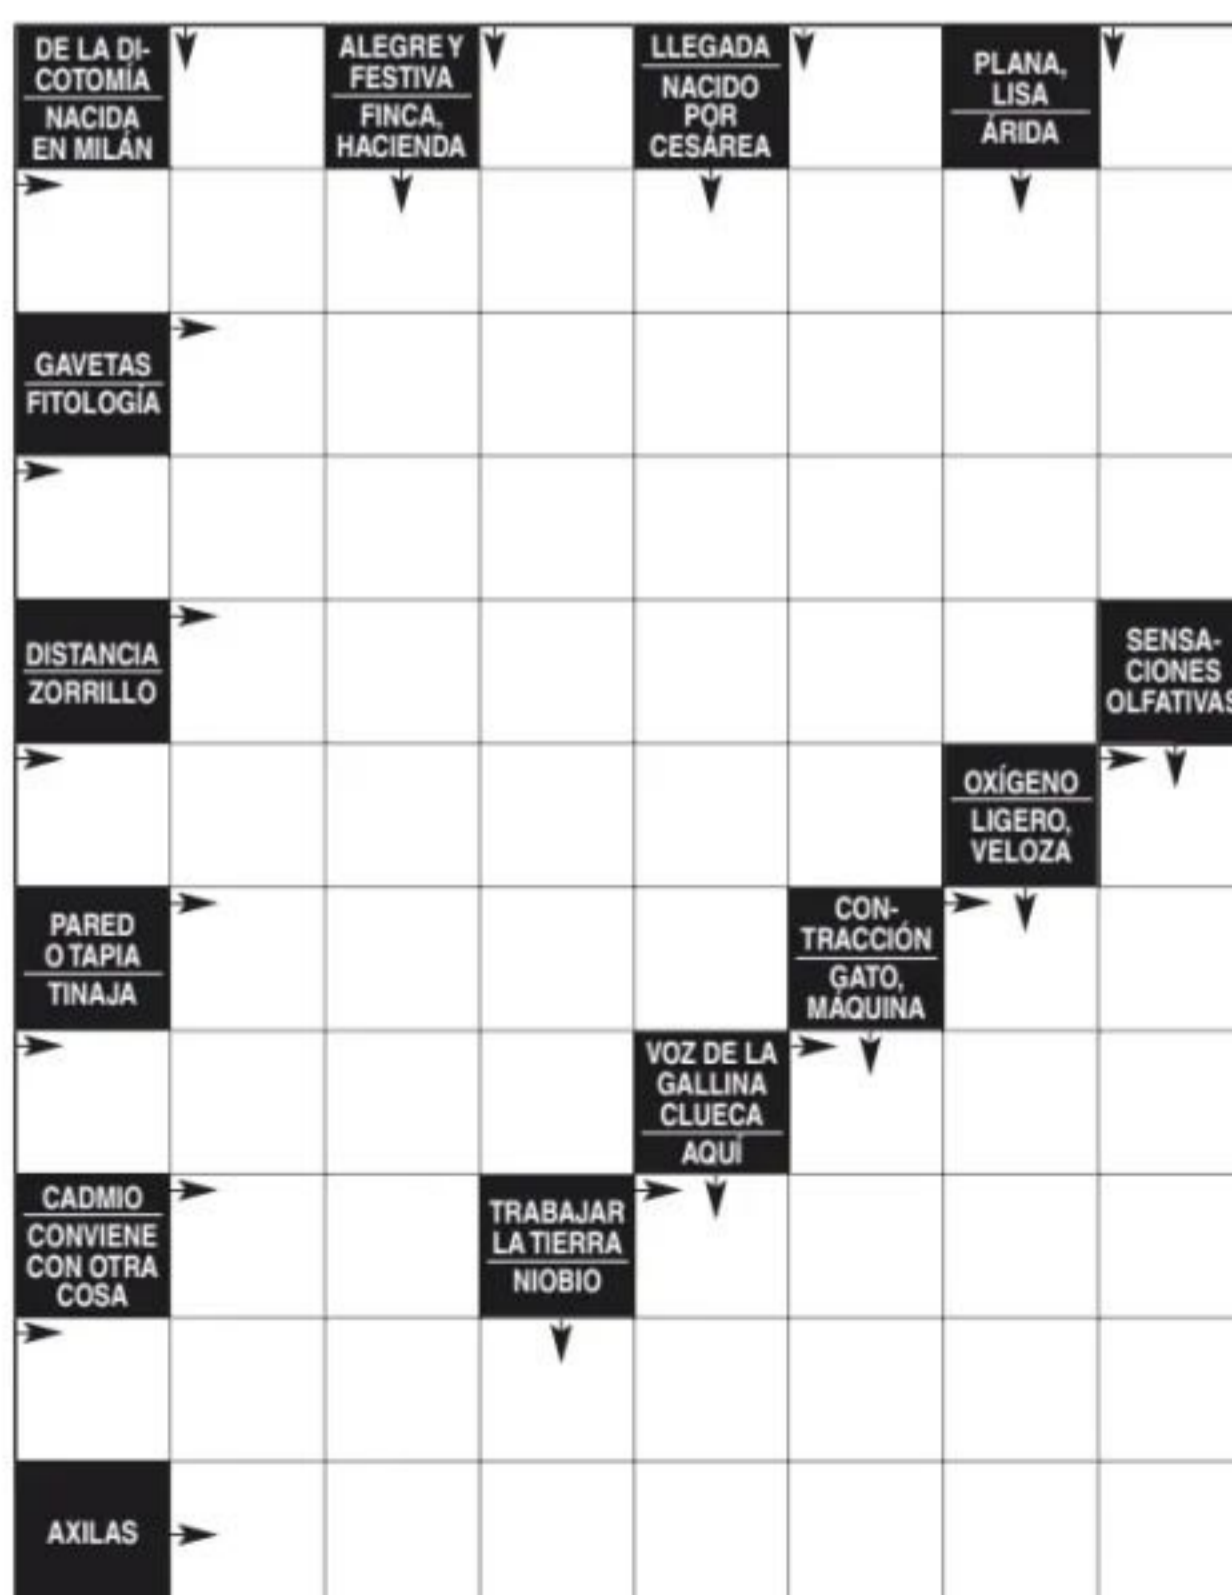 DE LA DI-
COTOMÍA
NACIDA
EN MILÁN
ALEGRE Y
FESTIVA
FINCA,
HACIENDA
LLEGADA
NACIDO
POR
CESÁREA
PLANA,
LISA
ÁRIDA
GAVETAS
FITOLOGÍA
DISTANCIA
ZORRILLO
SENSA-
CIONES
OLFATIVAS
OXÍGENO
LIGERO,
VELOZA
PARED
O TAPIA
TINAJA
CON-
TRACCIÓN
GATO,
MÁQUINA
VOZ DE LA
GALLINA
CLUECA
AQUÍ
CADMIO
CONVIENE
CON OTRA
COSA
TRABAJAR
LA TIERRA
NIOBIO
AXILAS